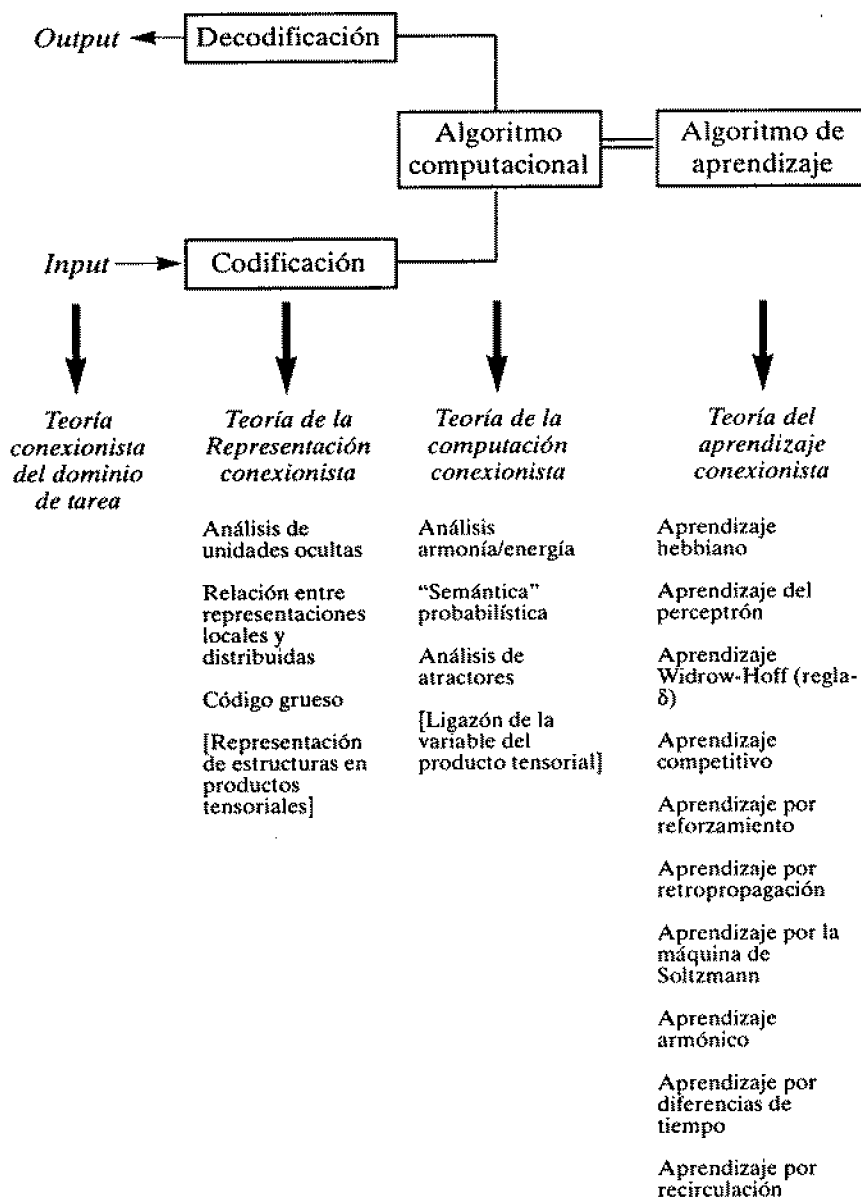 Output
Decodificación
Algoritmo
computacional
Algoritmo de
aprendizaje
Input
Codificación
Teoría
conexionista
del dominio
de tarea
Teoría de la
Representación
conexionista
Análisis de
unidades ocultas
Relación entre
representaciones
locales y
distribuidas
Código grueso
[Representación
de estructuras en
productos
tensoriales]
Teoría de la
computación
conexionista
Análisis
armonía/energía
“Semántica”
probabilística
Análisis de
atractores
[Ligazón de la
variable del
producto tensorial]
Teoría del
aprendizaje
conexionista
Aprendizaje
hebbiano
Aprendizaje del
perceptrón
Aprendizaje
Widrow-Hoff (regla-
δ)
Aprendizaje
competitivo
Aprendizaje por
reforzamiento
Aprendizaje por
retropropagación
Aprendizaje por la
máquina de
Soltzmann
Aprendizaje
armónico
Aprendizaje por
diferencias de
tiempo
Aprendizaje por
recirculación